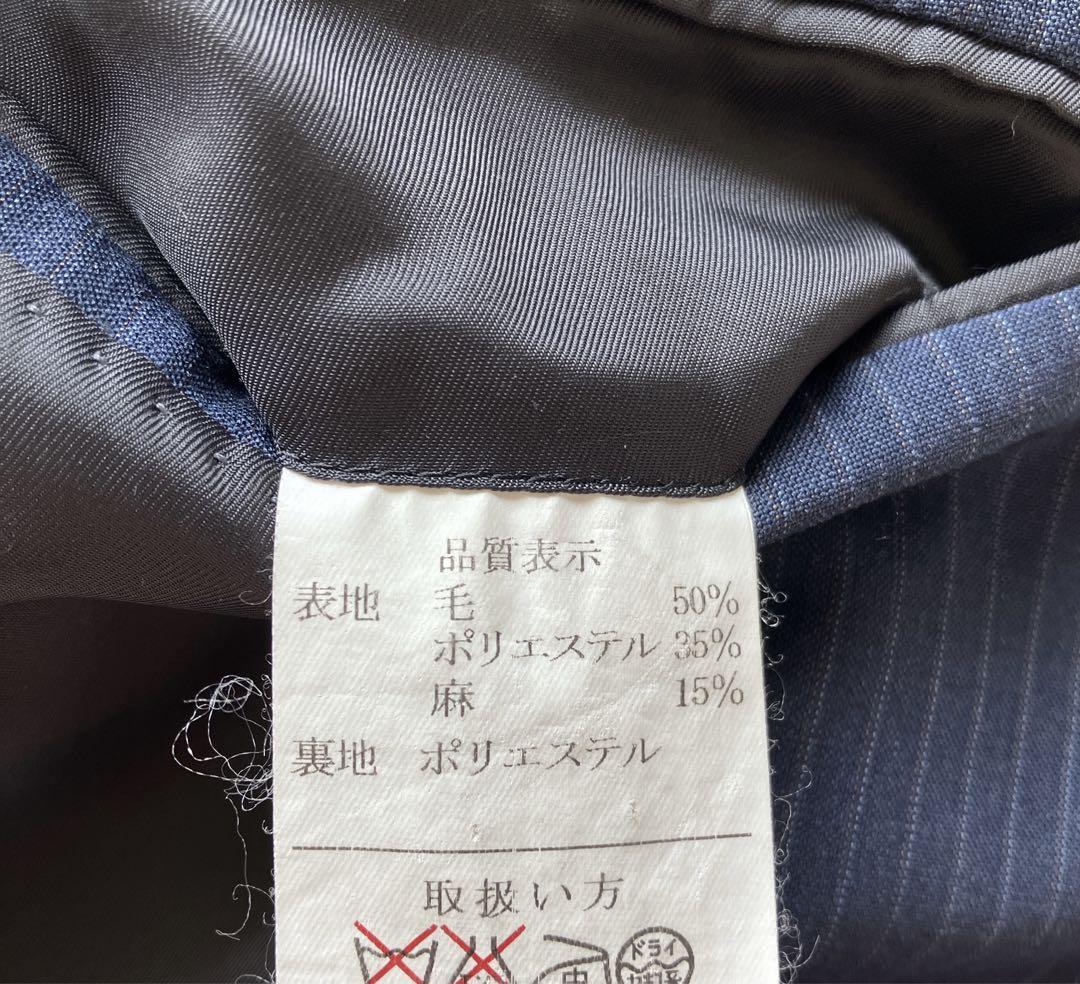 品質表示
表地 毛 50%
ポリエステル 35%
麻 15%
裏地 ポリエステル
取扱い方
中 ドライ